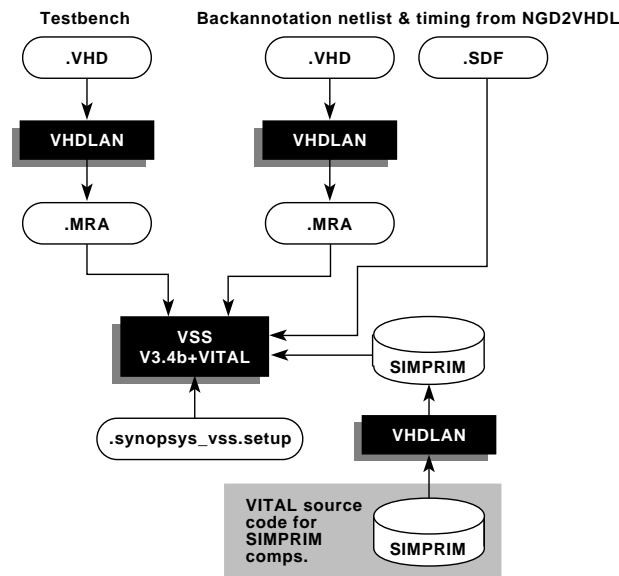 Testbench
Backannotation netlist & timing from NGD2VHDL
.VHD
.VHD
.SDF
VHDLAN
VHDLAN
.MRA
.MRA
VSS
V3.4b+VITAL
SIMPRIM
.synopsys_vss.setup
VHDLAN
VITAL source
code for
SIMPRIM
comps.
SIMPRIM